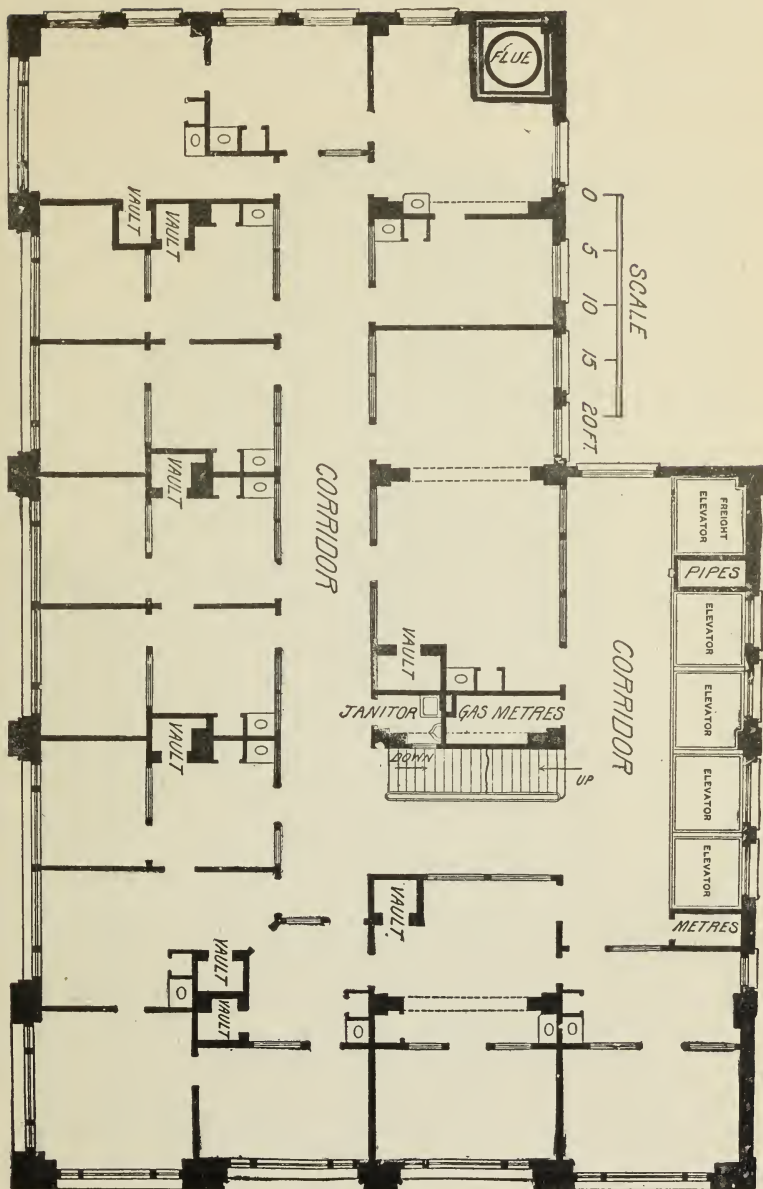 FLUE
VAULT
VAULT
SCALE
0 5 10 15 20 FT.
CORRIDOR
VAULT
FREIGHT
ELEVATOR
PIPES
ELEVATOR
ELEVATOR
ELEVATOR
ELEVATOR
METRES
CORRIDOR
VAULT
JANITOR
GAS METRES
DOWN
UP
VAULT
VAULT.
VAULT
VAULT